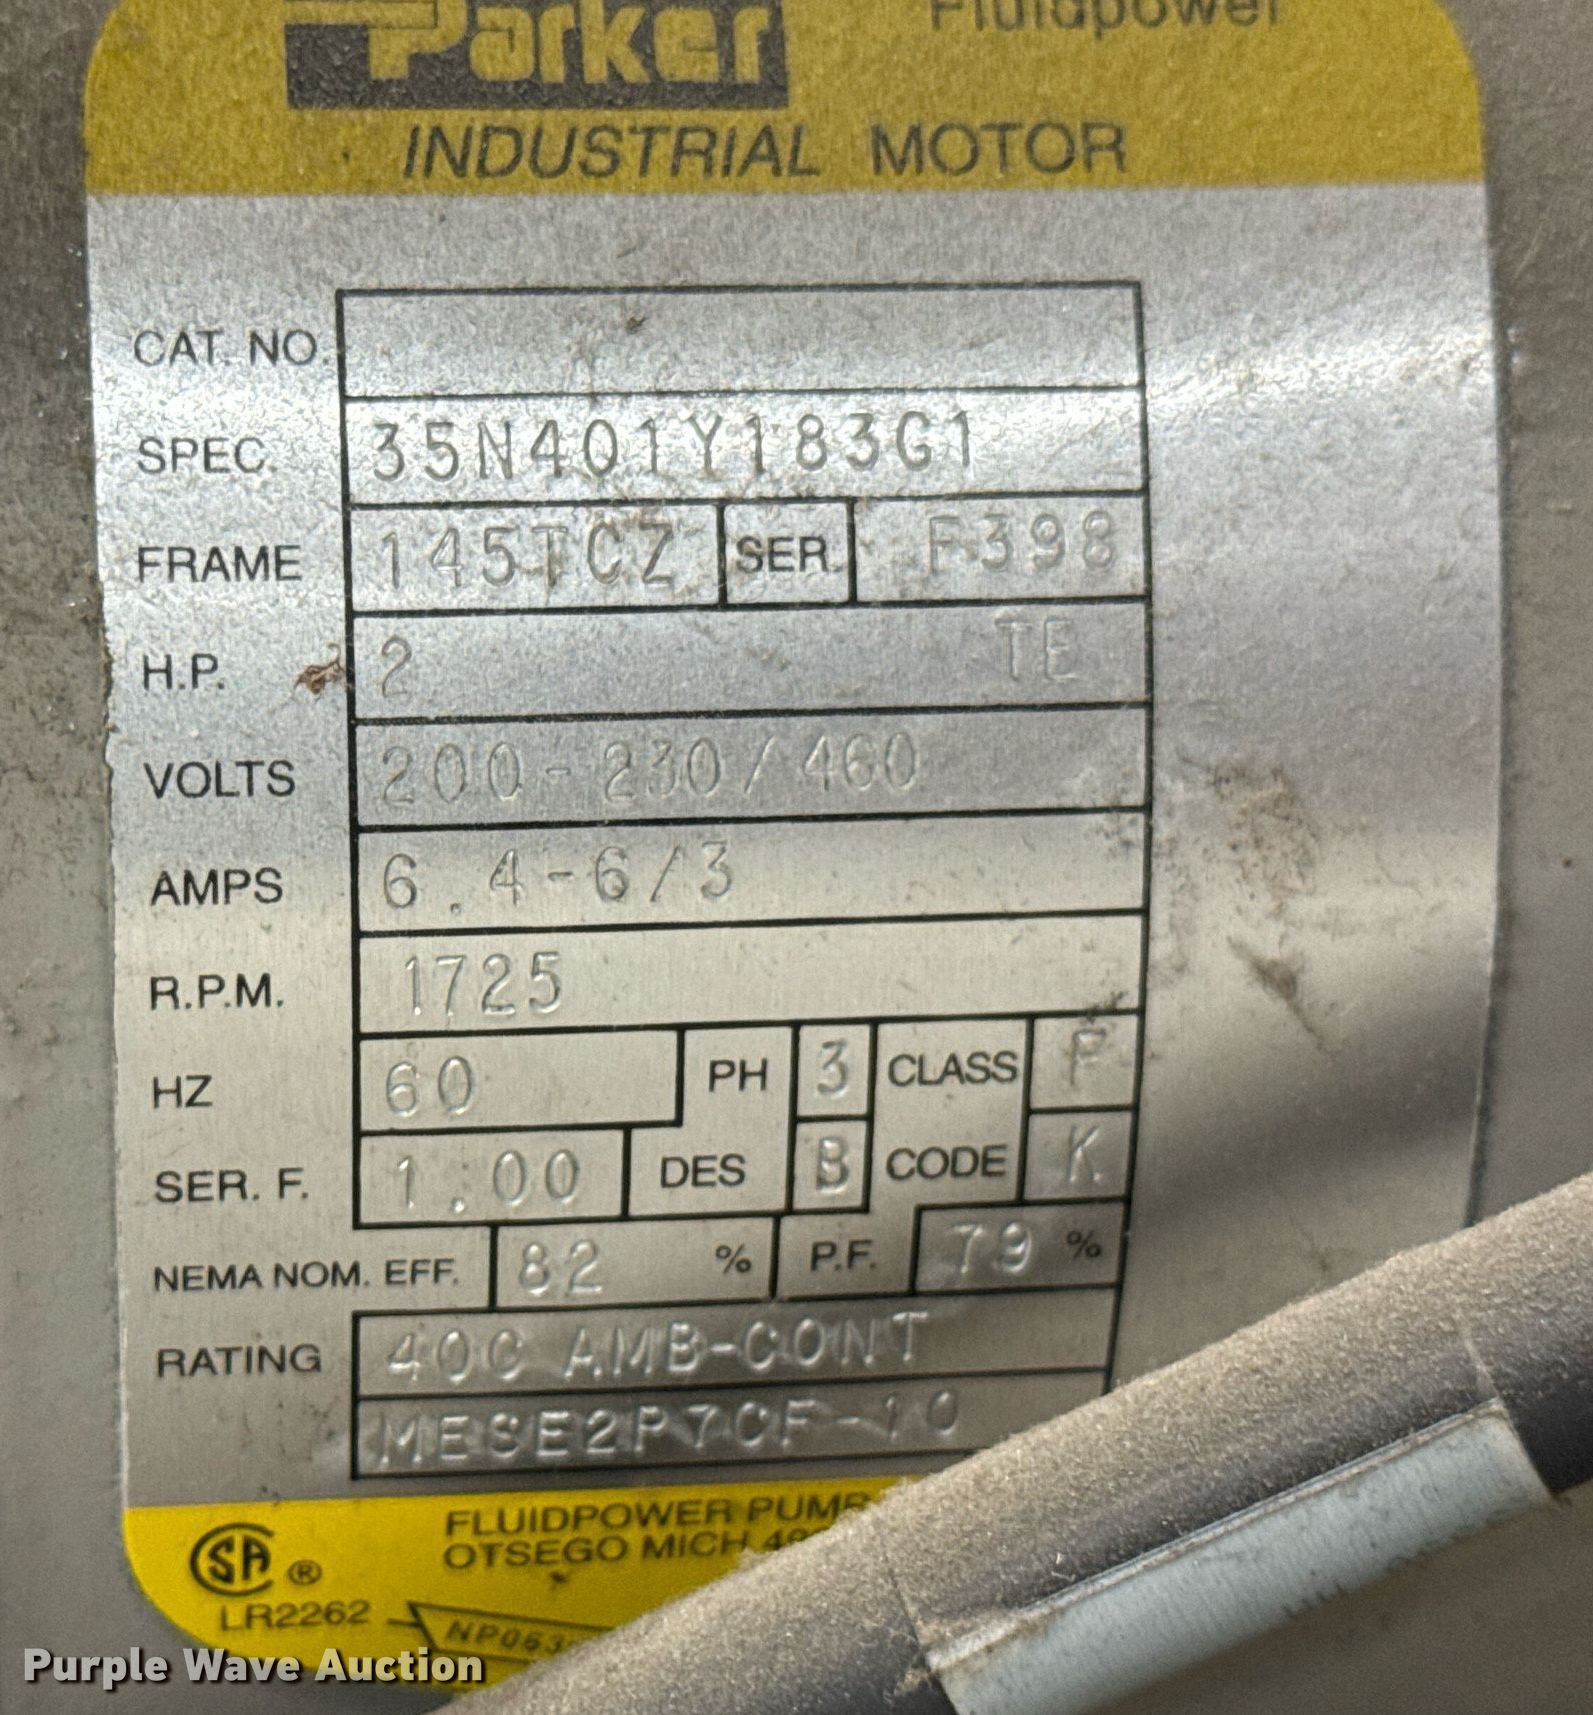 Parker Fluidpower
INDUSTRIAL MOTOR
CAT. NO.
SPEC. 35N401Y183G1
FRAME 145TCZ SER. F398
H.P. 2 TE
VOLTS 200-230/460
AMPS 6.4-6/3
R.P.M. 1725
HZ 60 PH 3 CLASS F
SER. F. 1.00 DES B CODE K
NEMA NOM. EFF. 82 % P.F. 79 %
RATING 40C AMB-CONT
MESE2P7CF-10
FLUIDPOWER PUMP
OTSEGO MICH
SA ®
LR2262
Purple Wave Auction